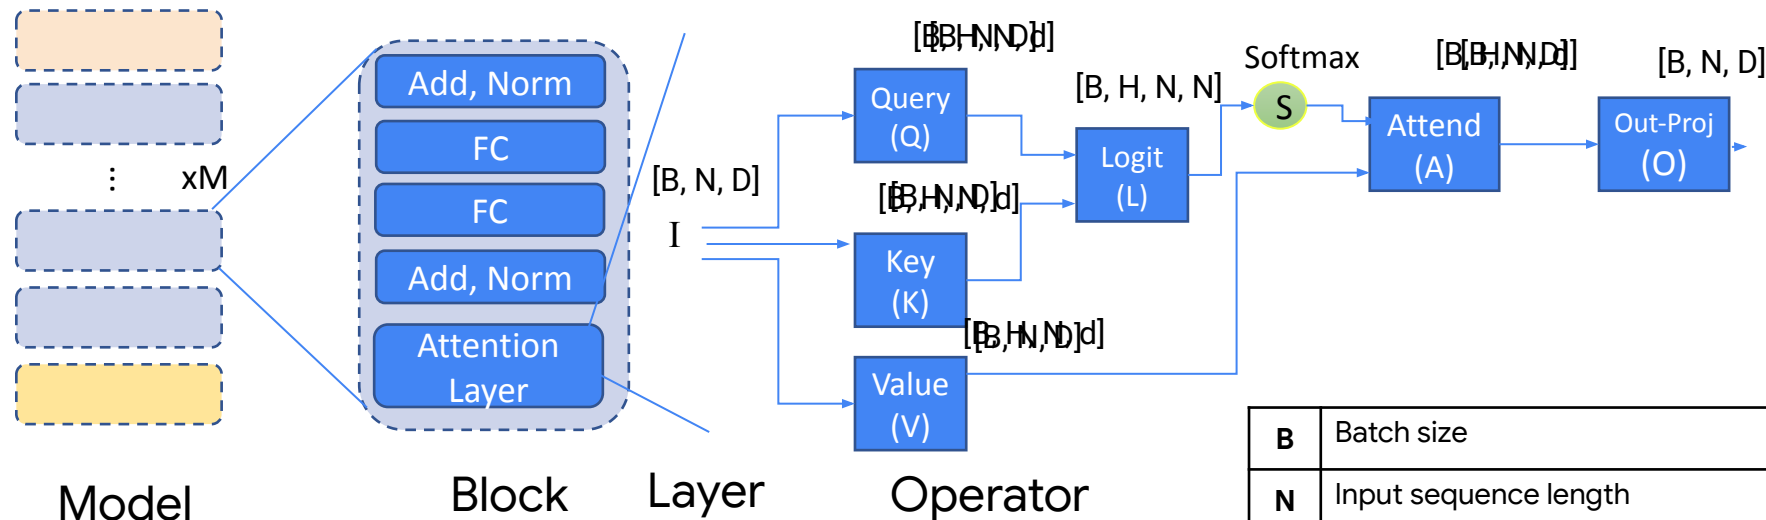 xM
Model
Add, Norm
FC
FC
Add, Norm
Attention
Layer
Block
Layer
[B, N, D]
I
Query
(Q)
Key
(K)
Value
(V)
[B, H, N, N]
Logit
(L)
Softmax
S
Attend
(A)
[B, N, D]
Out-Proj
(O)
Operator
B Batch size
N Input sequence length